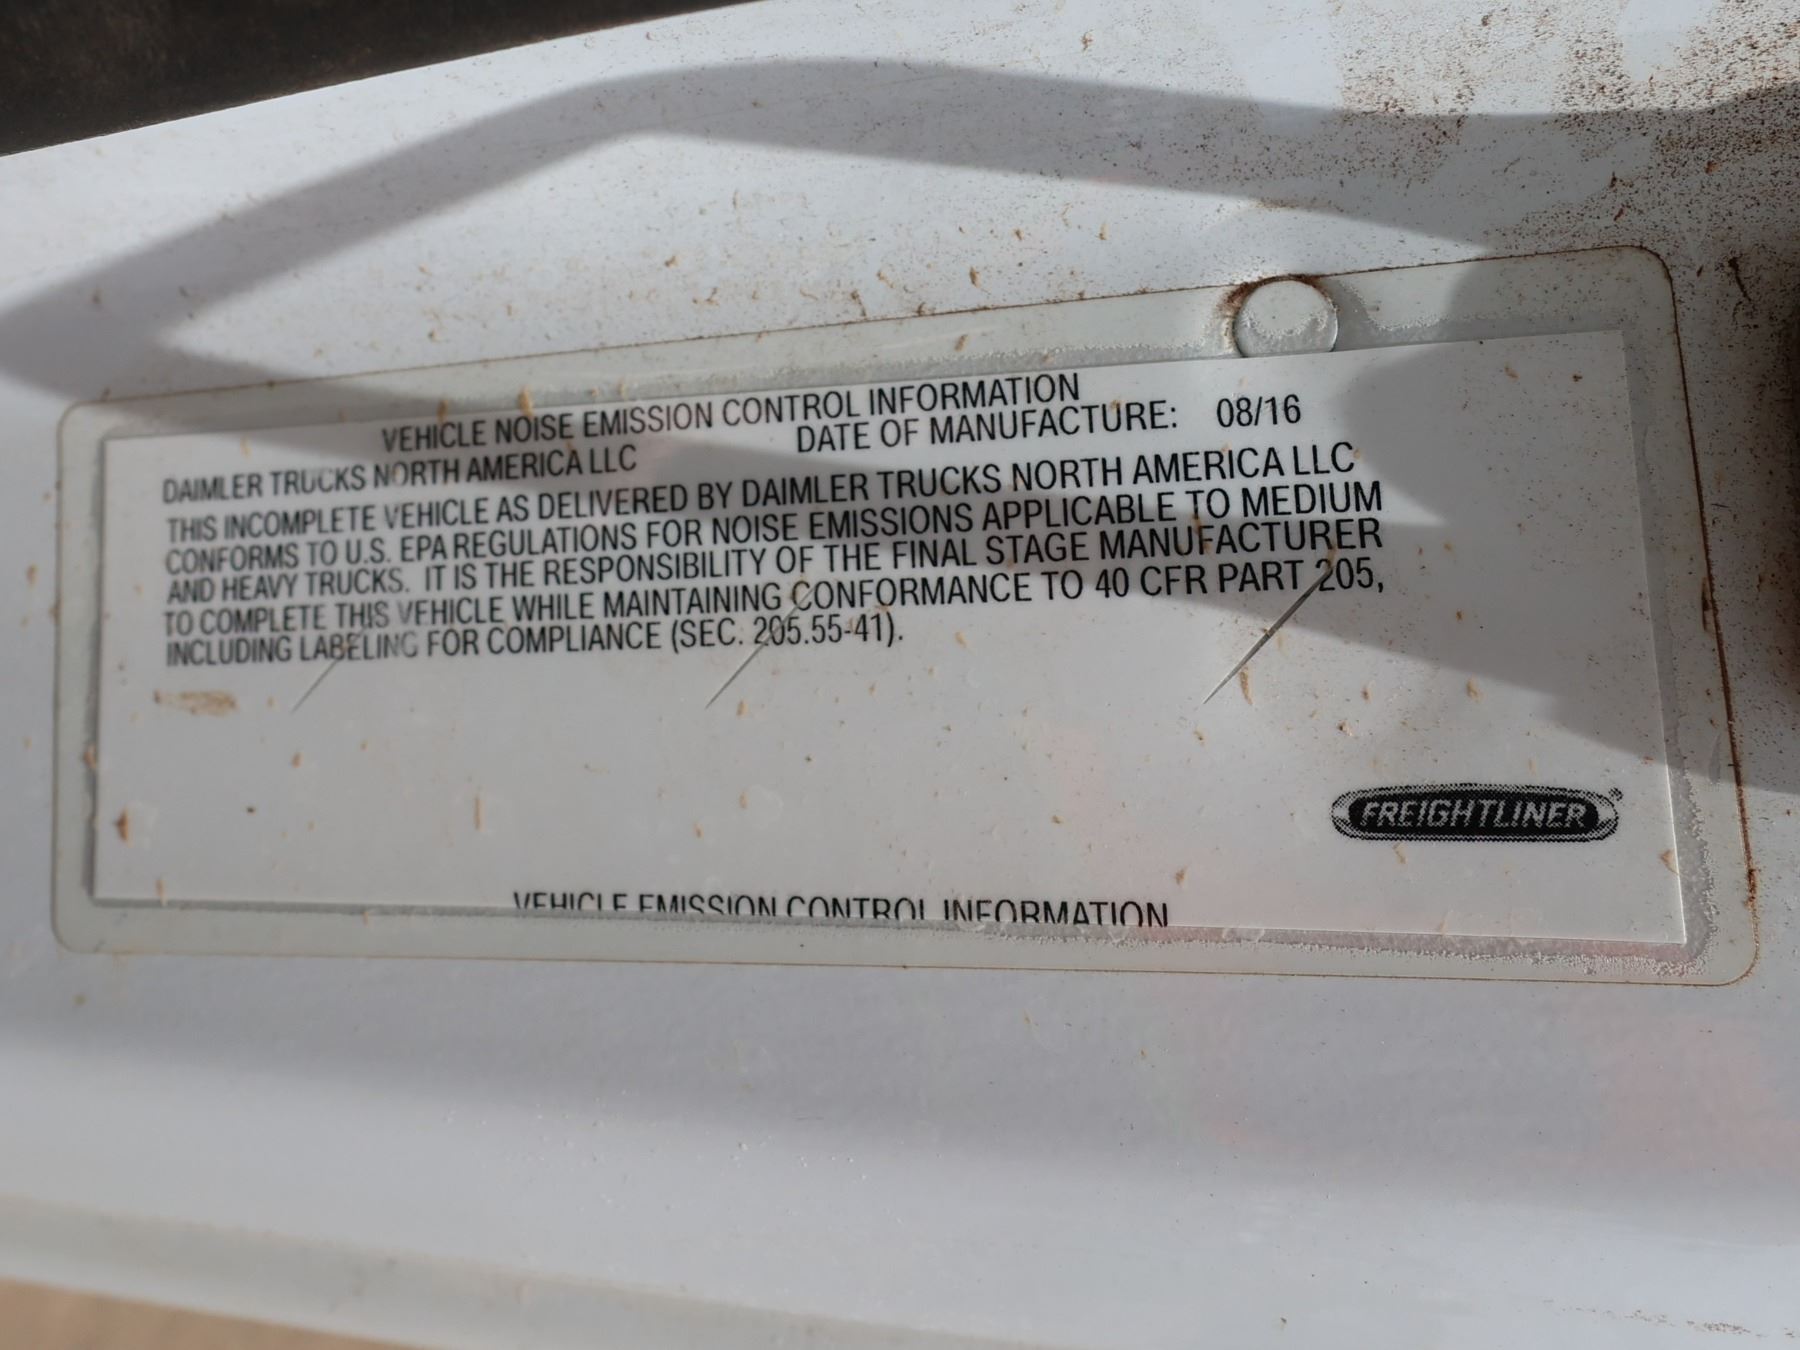 VEHICLE NOISE EMISSION CONTROL INFORMATION
DAIMLER TRUCKS NORTH AMERICA LLC DATE OF MANUFACTURE: 08/16
THIS INCOMPLETE VEHICLE AS DELIVERED BY DAIMLER TRUCKS NORTH AMERICA LLC
CONFORMS TO U.S. EPA REGULATIONS FOR NOISE EMISSIONS APPLICABLE TO MEDIUM
AND HEAVY TRUCKS. IT IS THE RESPONSIBILITY OF THE FINAL STAGE MANUFACTURER
TO COMPLETE THIS VEHICLE WHILE MAINTAINING CONFORMANCE TO 40 CFR PART 205,
INCLUDING LABELING FOR COMPLIANCE (SEC. 205.55-41).
FREIGHTLINER®
VEHICLE EMISSION CONTROL INFORMATION